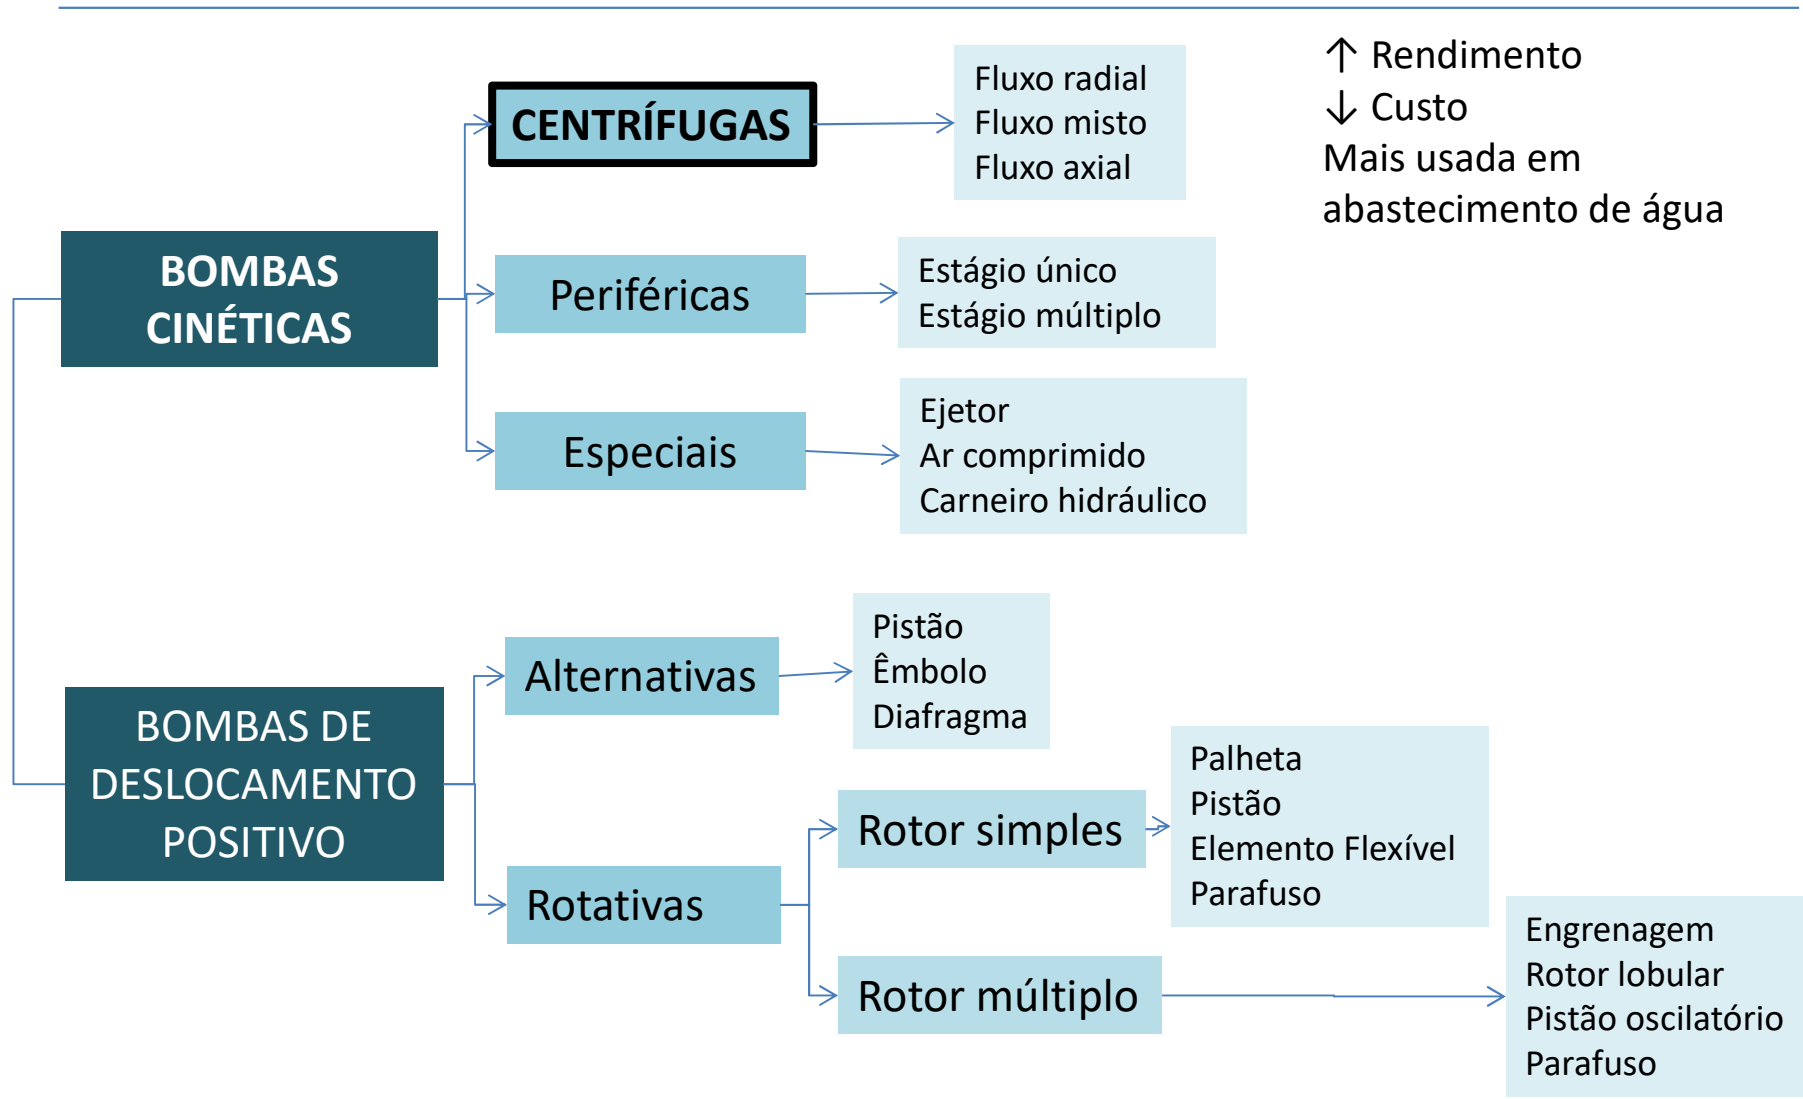 CENTRÍFUGAS
Fluxo radial
Fluxo misto
Fluxo axial
↑ Rendimento
↓ Custo
Mais usada em
abastecimento de água
BOMBAS
CINÉTICAS
Periféricas
Estágio único
Estágio múltiplo
Especiais
Ejetor
Ar comprimido
Carneiro hidráulico
BOMBAS DE
DESLOCAMENTO
POSITIVO
Alternativas
Pistão
Êmbolo
Diafragma
Rotativas
Rotor simples
Palheta
Pistão
Elemento Flexível
Parafuso
Rotor múltiplo
Engrenagem
Rotor lobular
Pistão oscilatório
Parafuso